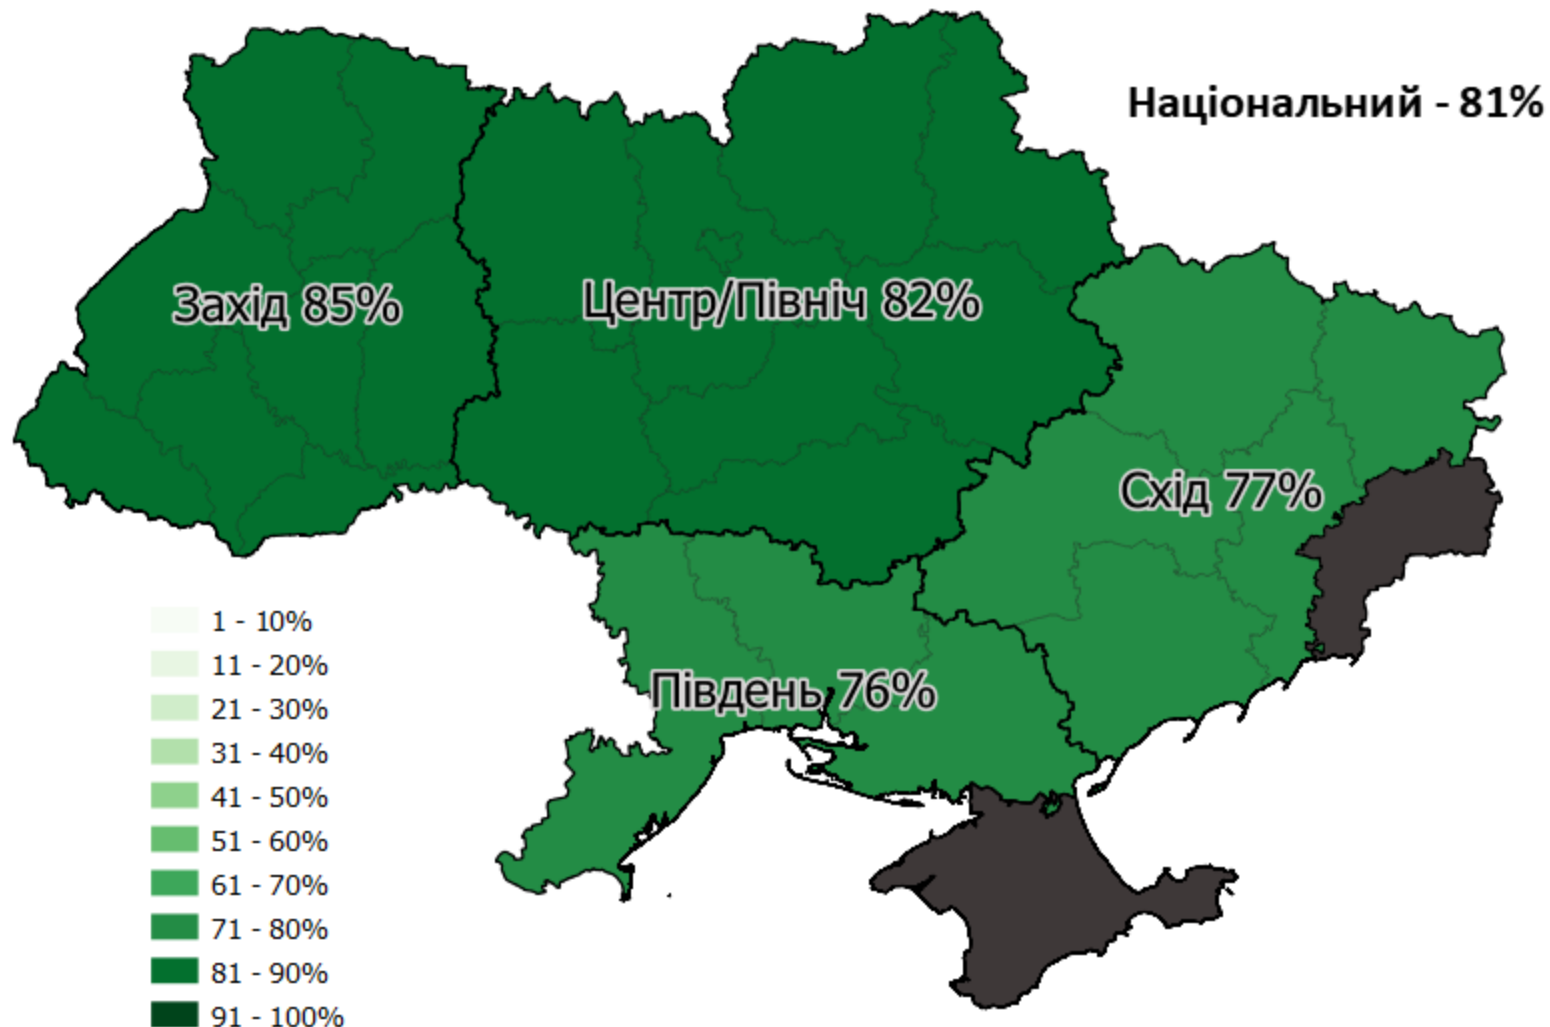 Національний - 81%
Захід 85%
Центр/Північ 82%
Схід 77%
Південь 76%
1 - 10%
11 - 20%
21 - 30%
31 - 40%
41 - 50%
51 - 60%
61 - 70%
71 - 80%
81 - 90%
91 - 100%